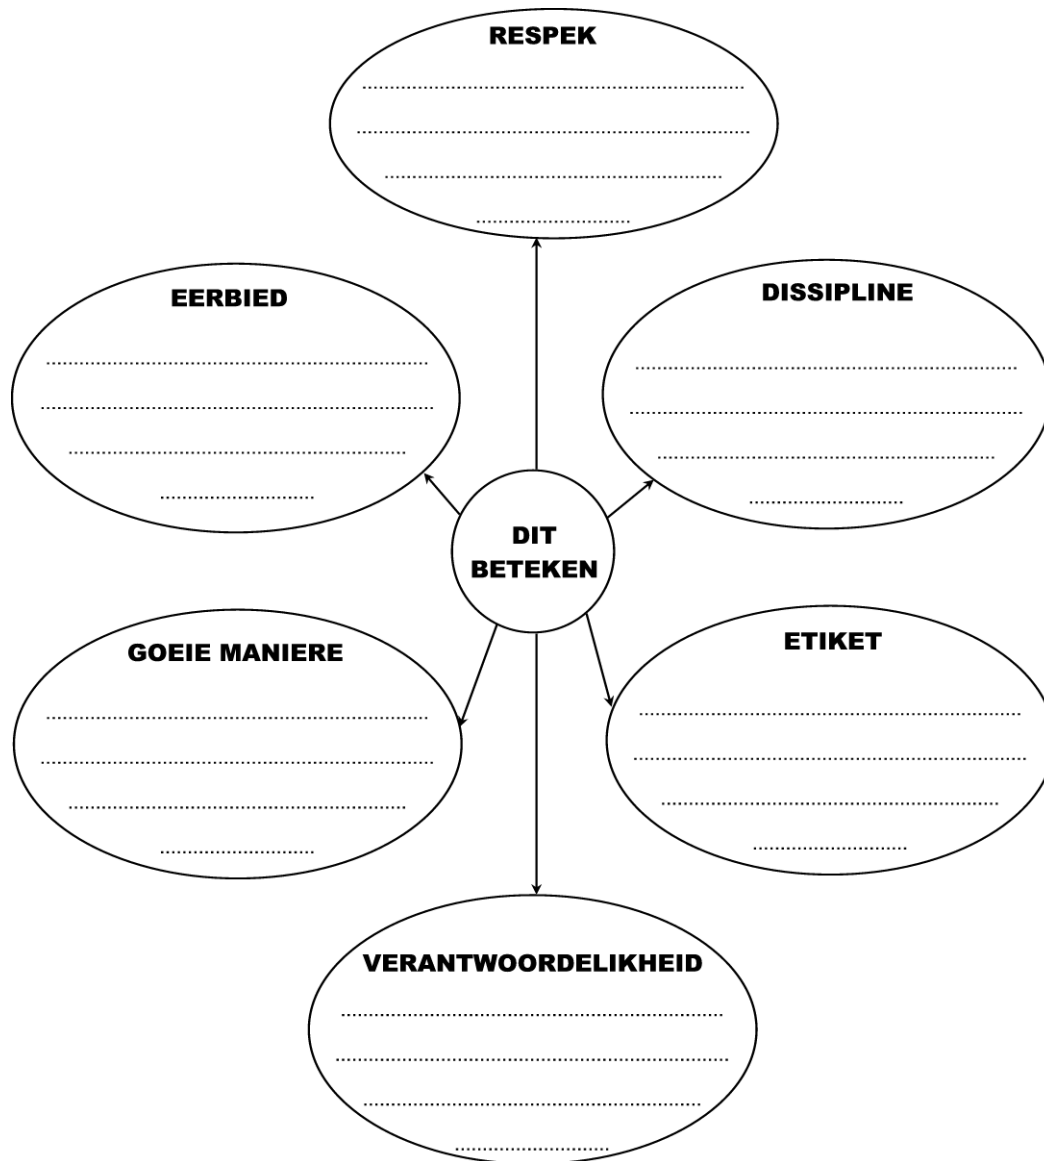 RESPEK
EERBIED
DISSIPLINE
DIT
BETEKEN
GOEIE MANIERE
ETIKET
VERANTWOORDELIKHEID